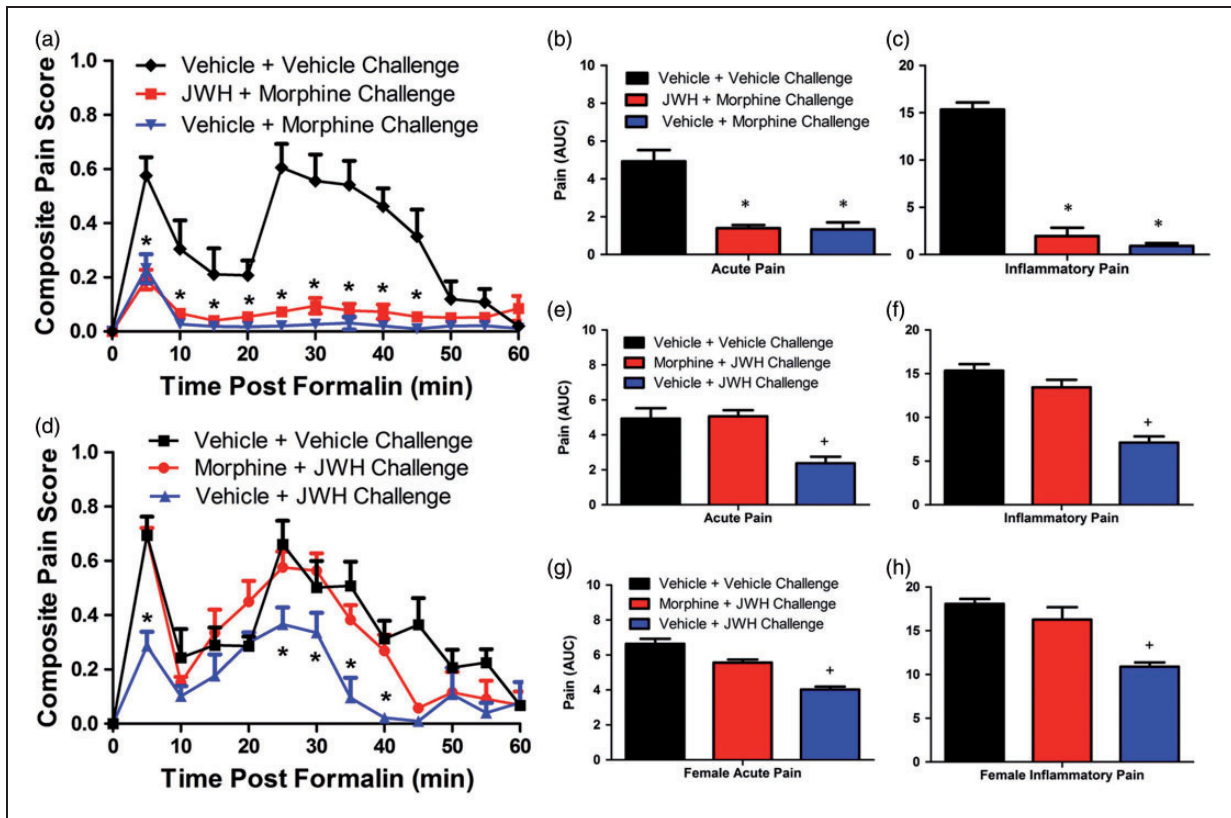 (a)
1.0
0.8
0.6
0.4
0.2
0.0
Composite Pain Score
Vehicle + Vehicle Challenge
JWH + Morphine Challenge
Vehicle + Morphine Challenge
* * * * * * * * *
0 10 20 30 40 50 60
Time Post Formalin (min)
(b)
10
8
6
4
2
0
Pain (AUC)
Vehicle + Vehicle Challenge
JWH + Morphine Challenge
Vehicle + Morphine Challenge
* *
Acute Pain
(c)
20
15
10
5
0
* *
Inflammatory Pain
(d)
1.0
0.8
0.6
0.4
0.2
0.0
Composite Pain Score
Vehicle + Vehicle Challenge
Morphine + JWH Challenge
Vehicle + JWH Challenge
* * * * *
0 10 20 30 40 50 60
Time Post Formalin (min)
(e)
10
8
6
4
2
0
Pain (AUC)
Vehicle + Vehicle Challenge
Morphine + JWH Challenge
Vehicle + JWH Challenge
+
Acute Pain
(f)
20
15
10
5
0
+
Inflammatory Pain
(g)
10
8
6
4
2
0
Pain (AUC)
Vehicle + Vehicle Challenge
Morphine + JWH Challenge
Vehicle + JWH Challenge
+
Female Acute Pain
(h)
20
15
10
5
0
+
Female Inflammatory Pain